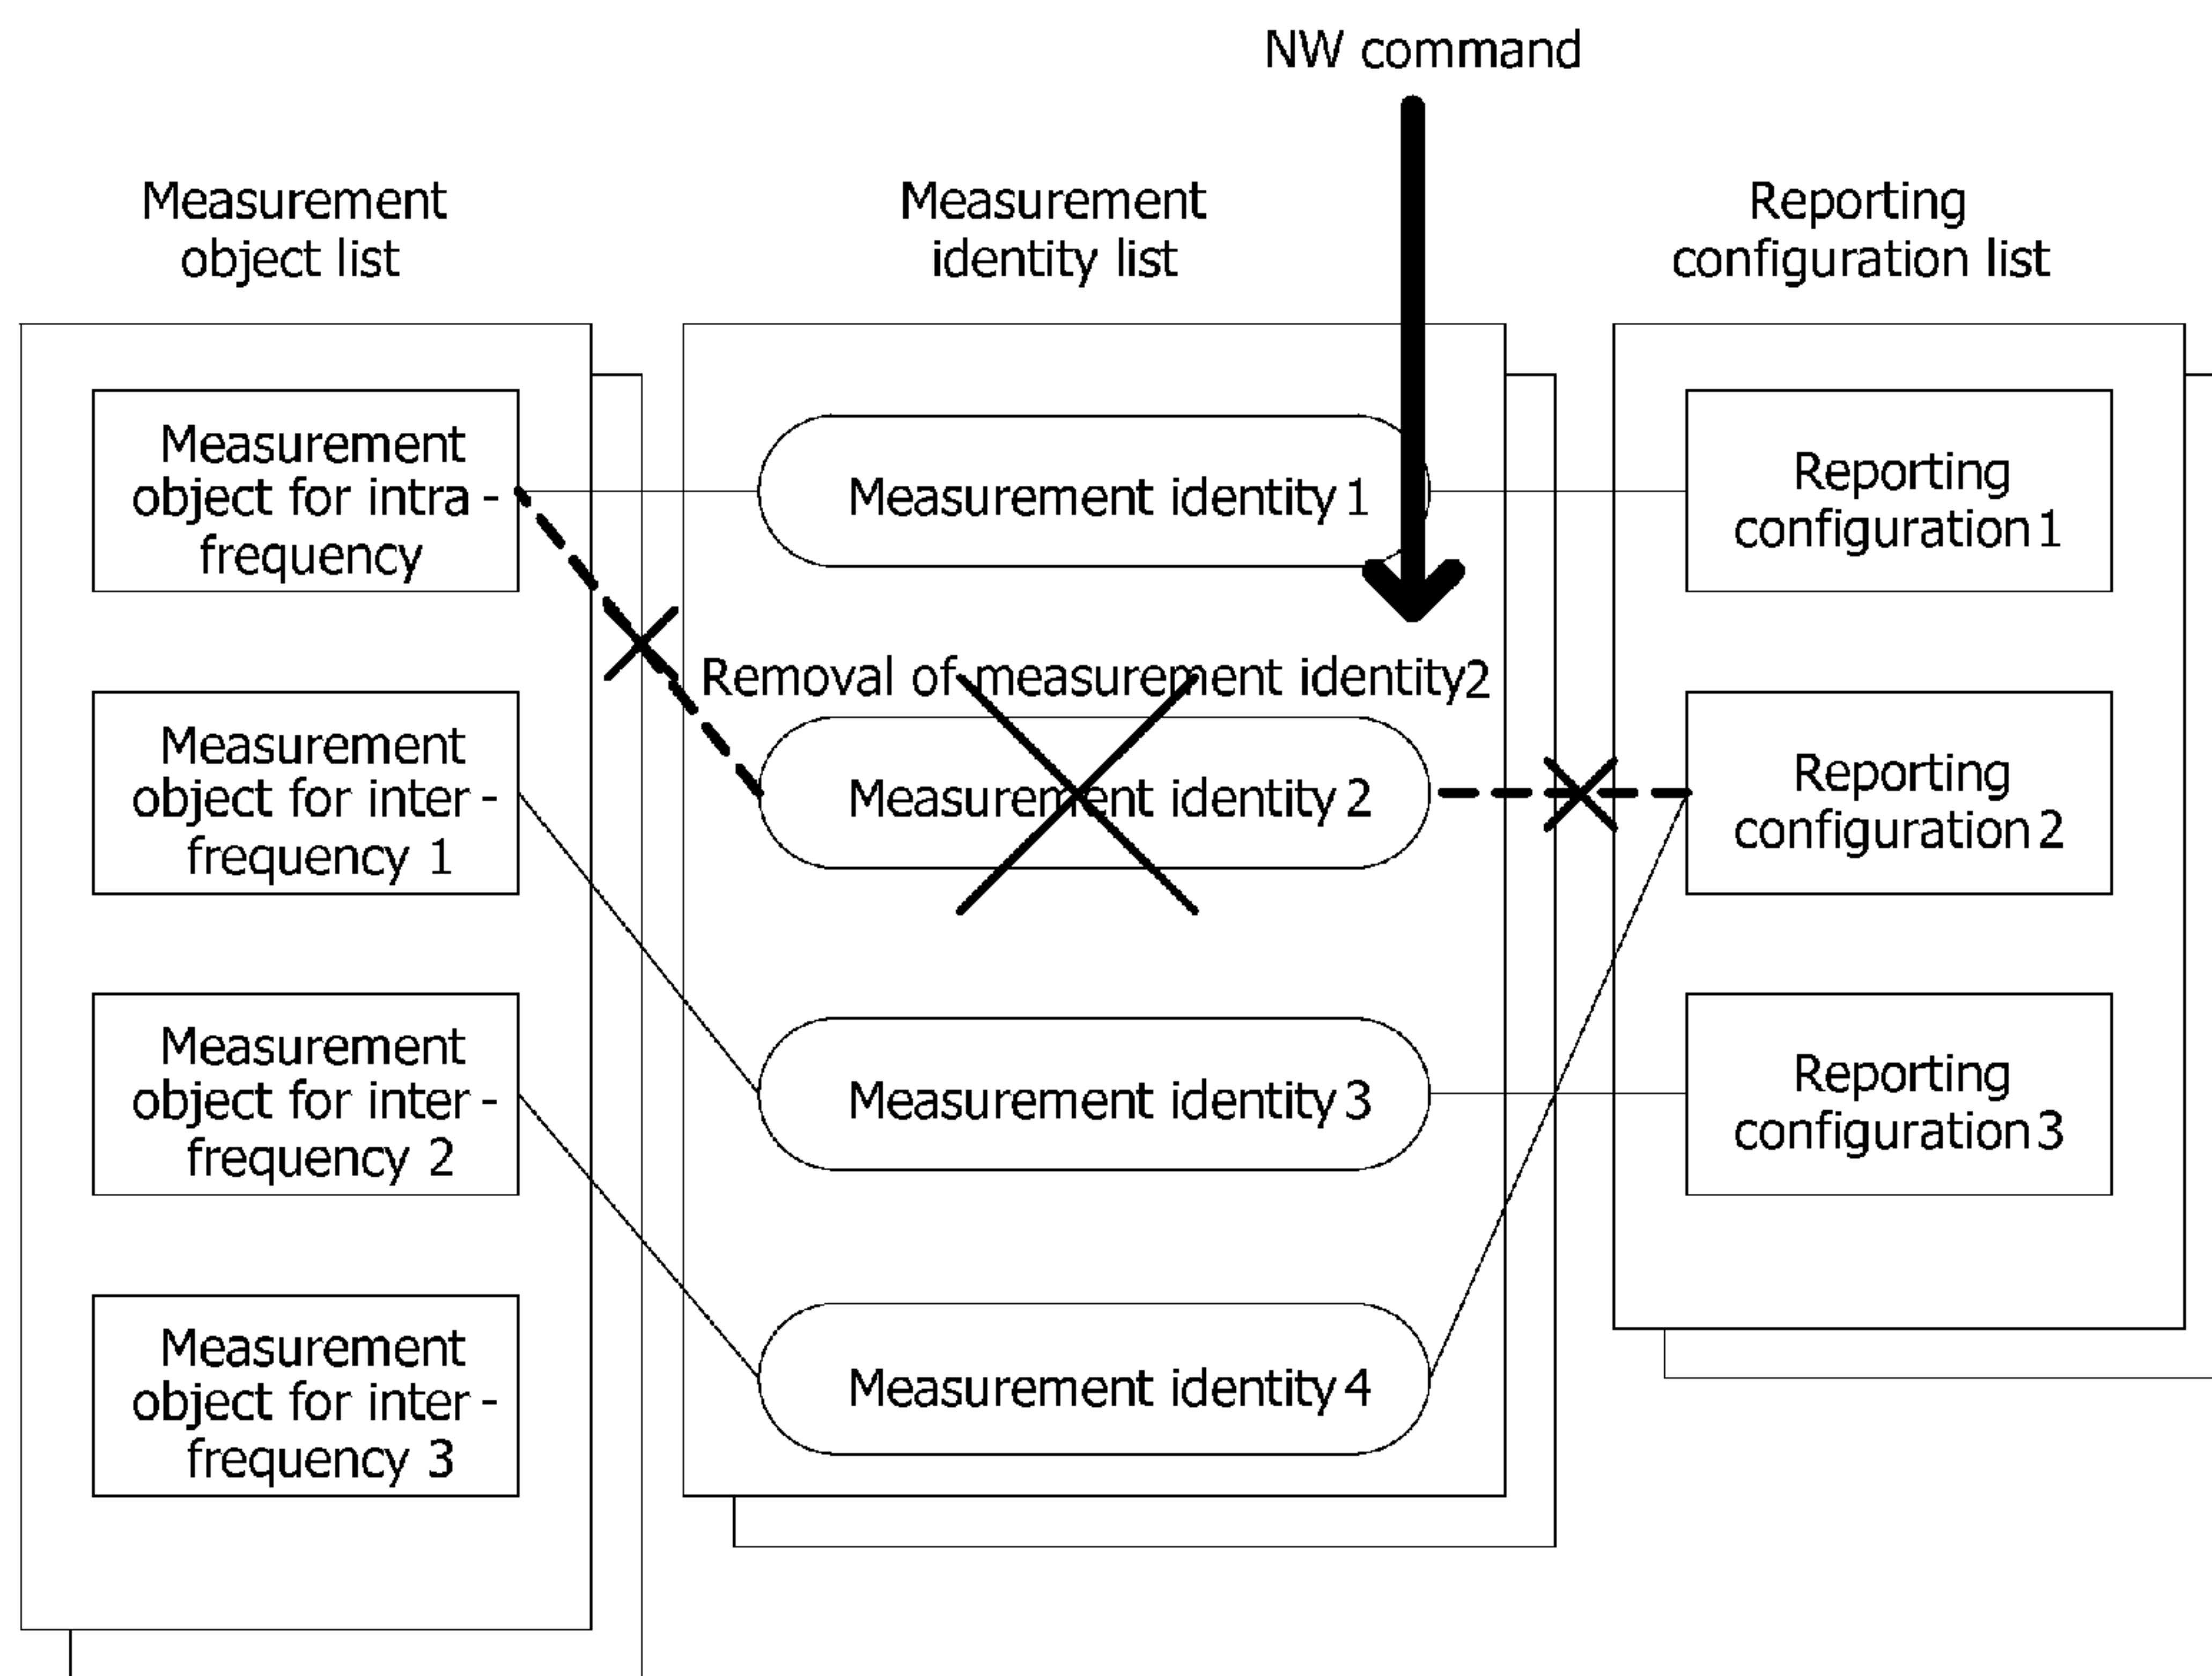 NW command
Measurement
object list
Measurement
identity list
Reporting
configuration list
Measurement
object for intra -
frequency
Measurement
object for inter -
frequency 1
Measurement
object for inter -
frequency 2
Measurement
object for inter -
frequency 3
Measurement identity 1
Removal of measurement identity2
Measurement identity 2
Measurement identity 3
Measurement identity 4
Reporting
configuration 1
Reporting
configuration 2
Reporting
configuration 3